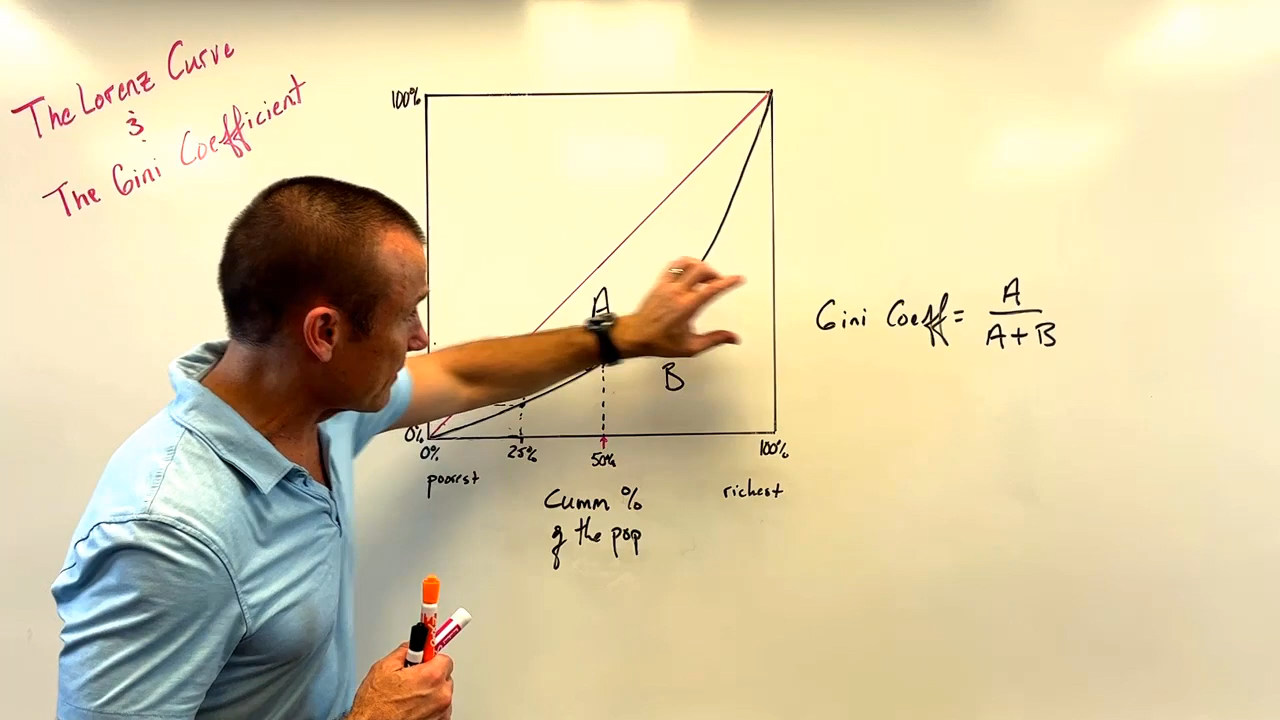 The Lorenz Curve
&
The Gini Coefficient
100%
A
B
0%
0%
25%
50%
100%
poorest
richest
Cumm %
of the pop
Gini Coeff = A
A+B